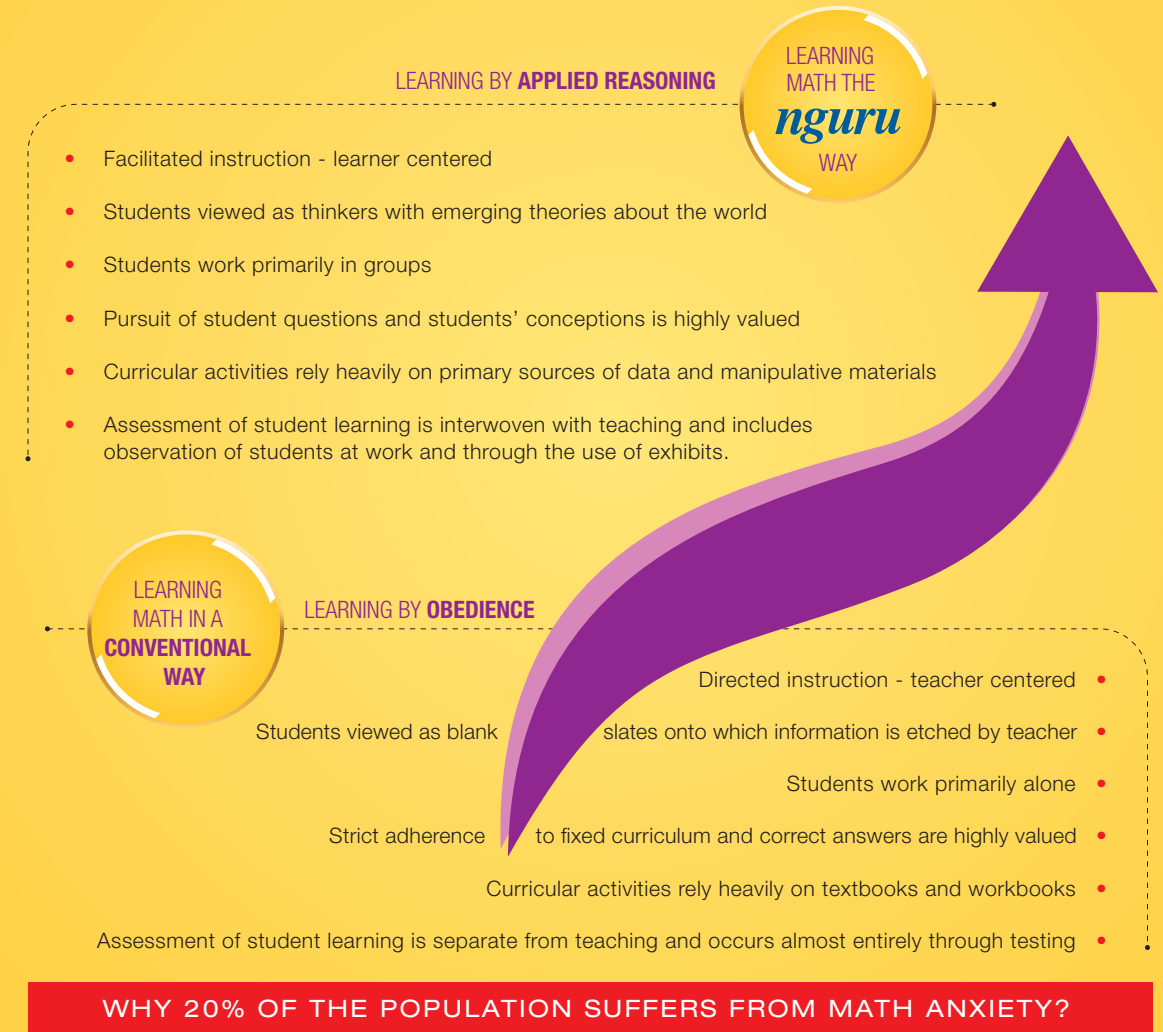 LEARNING BY APPLIED REASONING
LEARNING
MATH THE
nguru
WAY
• Facilitated instruction - learner centered
• Students viewed as thinkers with emerging theories about the world
• Students work primarily in groups
• Pursuit of student questions and students’ conceptions is highly valued
• Curricular activities rely heavily on primary sources of data and manipulative materials
• Assessment of student learning is interwoven with teaching and includes
observation of students at work and through the use of exhibits.
LEARNING
MATH IN A
CONVENTIONAL
WAY
LEARNING BY OBEDIENCE
Directed instruction - teacher centered •
Students viewed as blank slates onto which information is etched by teacher •
Students work primarily alone •
Strict adherence to fixed curriculum and correct answers are highly valued •
Curricular activities rely heavily on textbooks and workbooks •
Assessment of student learning is separate from teaching and occurs almost entirely through testing •
WHY 20% OF THE POPULATION SUFFERS FROM MATH ANXIETY?